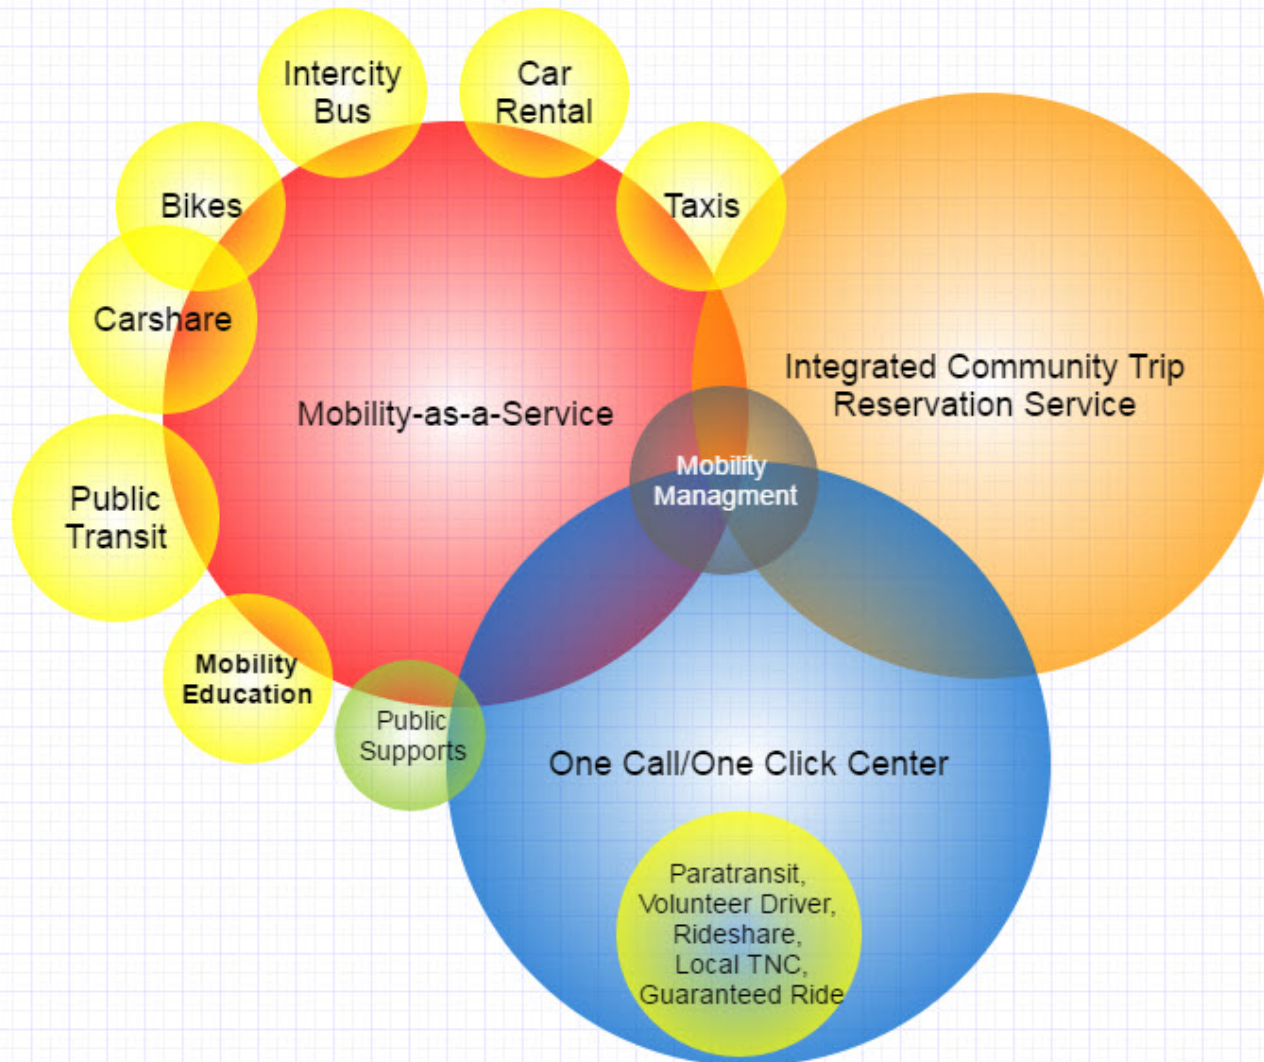 Intercity
Bus
Car
Rental
Bikes
Taxis
Carshare
Integrated Community Trip
Reservation Service
Mobility-as-a-Service
Mobility
Managment
Public
Transit
Mobility
Education
Public
Supports
One Call/One Click Center
Paratransit,
Volunteer Driver,
Rideshare,
Local TNC,
Guaranteed Ride